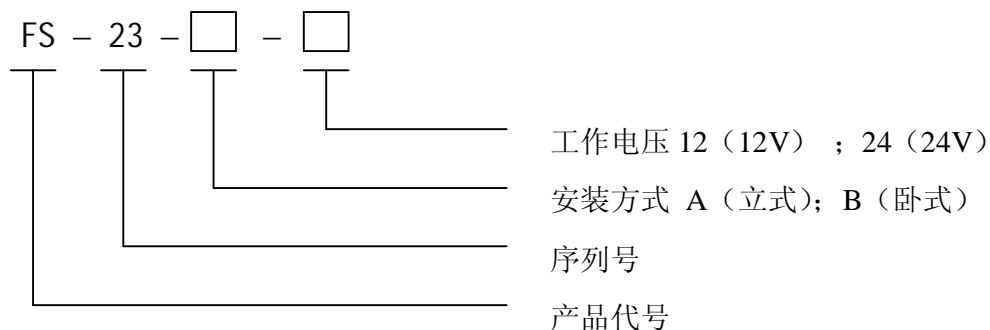 FS – 23 – □ – □
工作电压 12（12V） ；24（24V）
安装方式 A（立式）；B（卧式）
序列号
产品代号